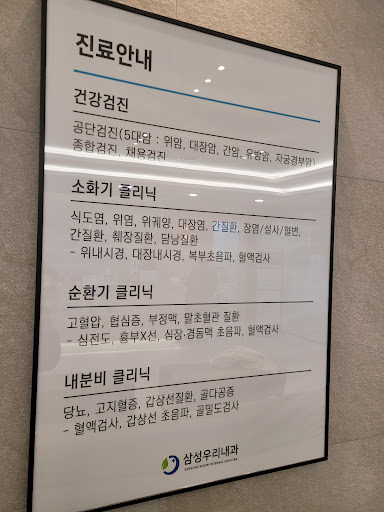 진료안내
건강검진
공단검진(5대암 : 위암, 대장암, 간암, 유방암, 자궁경부암)
종합검진, 채용검진
소화기 클리닉
식도염, 위염, 위궤양, 대장염, 간질환, 장염/설사/혈변,
간질환, 췌장질환, 담낭질환
- 위내시경, 대장내시경, 복부초음파, 혈액검사
순환기 클리닉
고혈압, 협심증, 부정맥, 말초혈관 질환
- 심전도, 흉부X선, 심장·경동맥 초음파, 혈액검사
내분비 클리닉
당뇨, 고지혈증, 갑상선질환, 골다공증
- 혈액검사, 갑상선 초음파, 골밀도검사
삼성우리내과
SAMSUNG WOORI INTERNAL MEDICINE